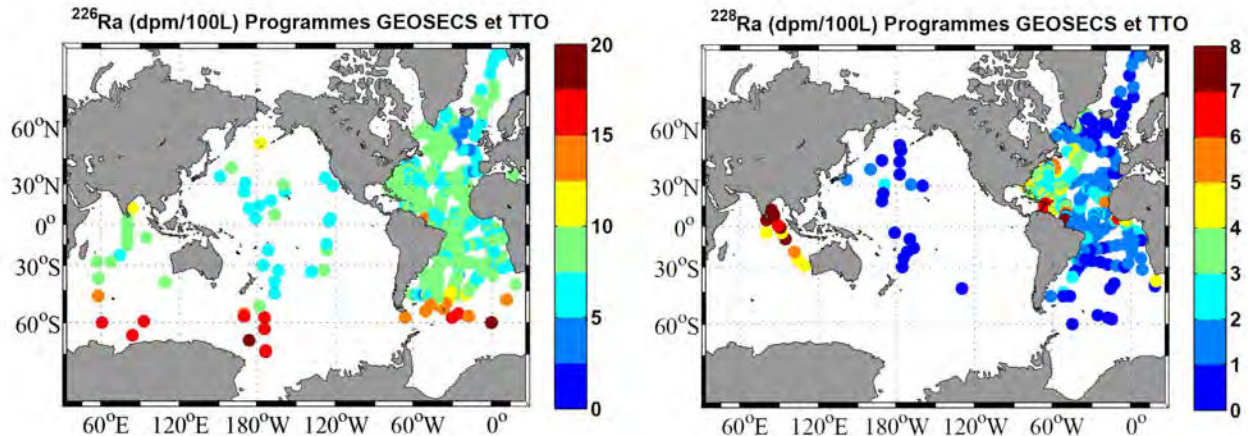 ²²⁶Ra (dpm/100L) Programmes GEOSECS et TTO
20
15
10
5
0
60°N
30°N
0°
30°S
60°S
60°E 120°E 180°W 120°W 60°W 0°
²²⁸Ra (dpm/100L) Programmes GEOSECS et TTO
8
7
6
5
4
3
2
1
0
60°N
30°N
0°
30°S
60°S
60°E 120°E 180°W 120°W 60°W 0°